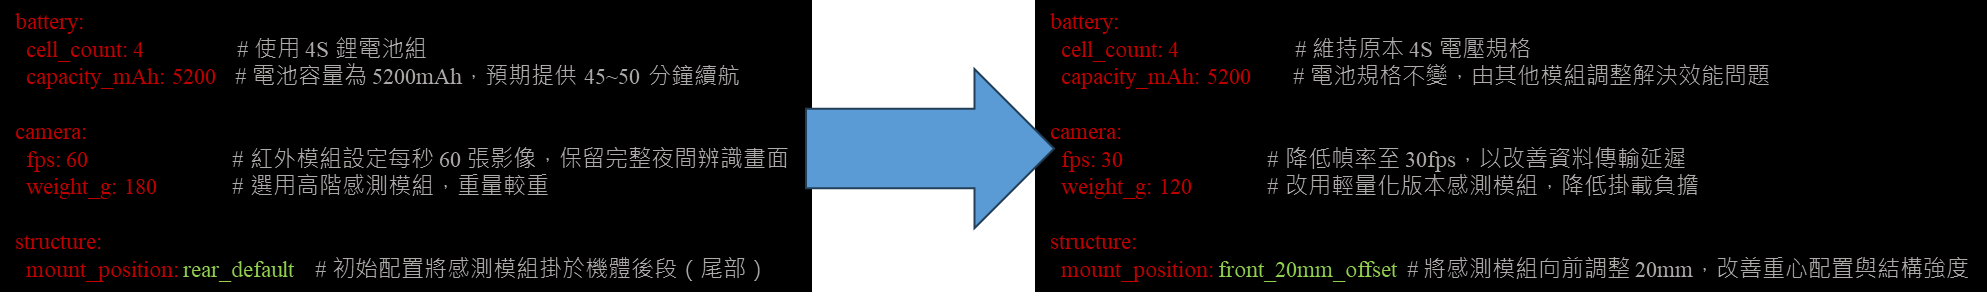 battery:
cell_count: 4 # 使用 4S 鋰電池組
capacity_mAh: 5200 # 電池容量為 5200mAh，預期提供 45~50 分鐘續航
camera:
fps: 60 # 紅外模組設定每秒 60 張影像，保留完整夜間辨識畫面
weight_g: 180 # 選用高階感測模組，重量較重
structure:
mount_position: rear_default # 初始配置將感測模組掛於機體後段（尾部）
battery:
cell_count: 4 # 維持原本 4S 電壓規格
capacity_mAh: 5200 # 電池規格不變，由其他模組調整解決效能問題
camera:
fps: 30 # 降低幀率至 30fps，以改善資料傳輸延遲
weight_g: 120 # 改用輕量化版本感測模組，降低掛載負擔
structure:
mount_position: front_20mm_offset # 將感測模組向前調整 20mm，改善重心配置與結構強度